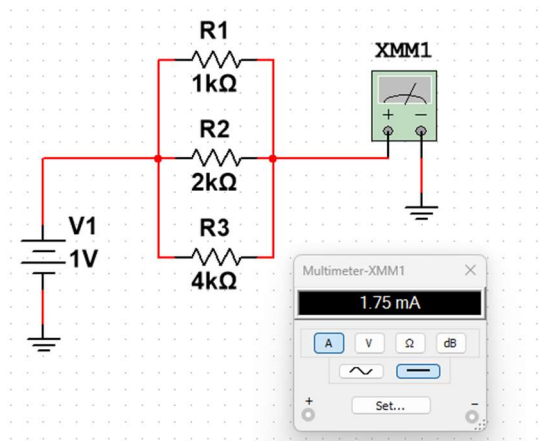 R1
1kΩ
XMM1
+ −
R2
2kΩ
V1
1V
R3
4kΩ
Multimeter-XMM1
1.75 mA
A V Ω dB
Set...
+ −